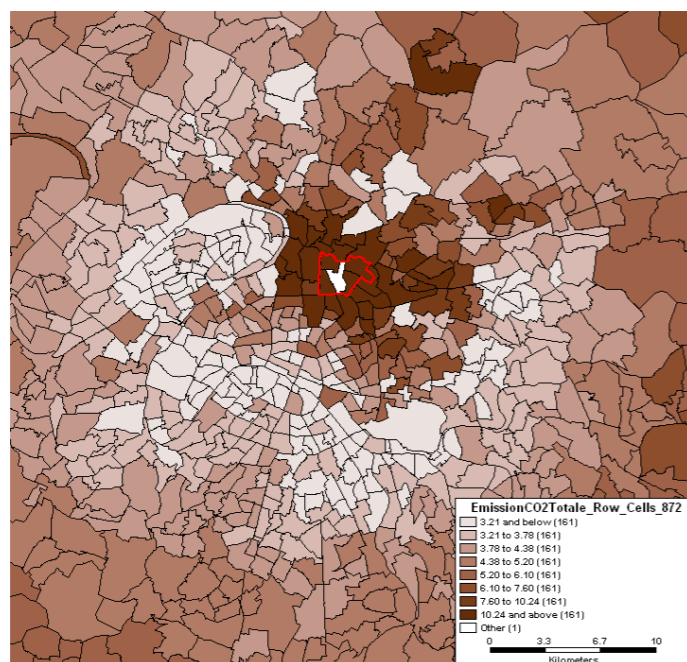 EmissionCO2Totale_Row_Cells_872
3.21 and below (161)
3.21 to 3.78 (161)
3.78 to 4.38 (161)
4.38 to 5.20 (161)
5.20 to 6.10 (161)
6.10 to 7.60 (161)
7.60 to 10.24 (161)
10.24 and above (161)
Other (1)
0 3.3 6.7 10
Kilometers